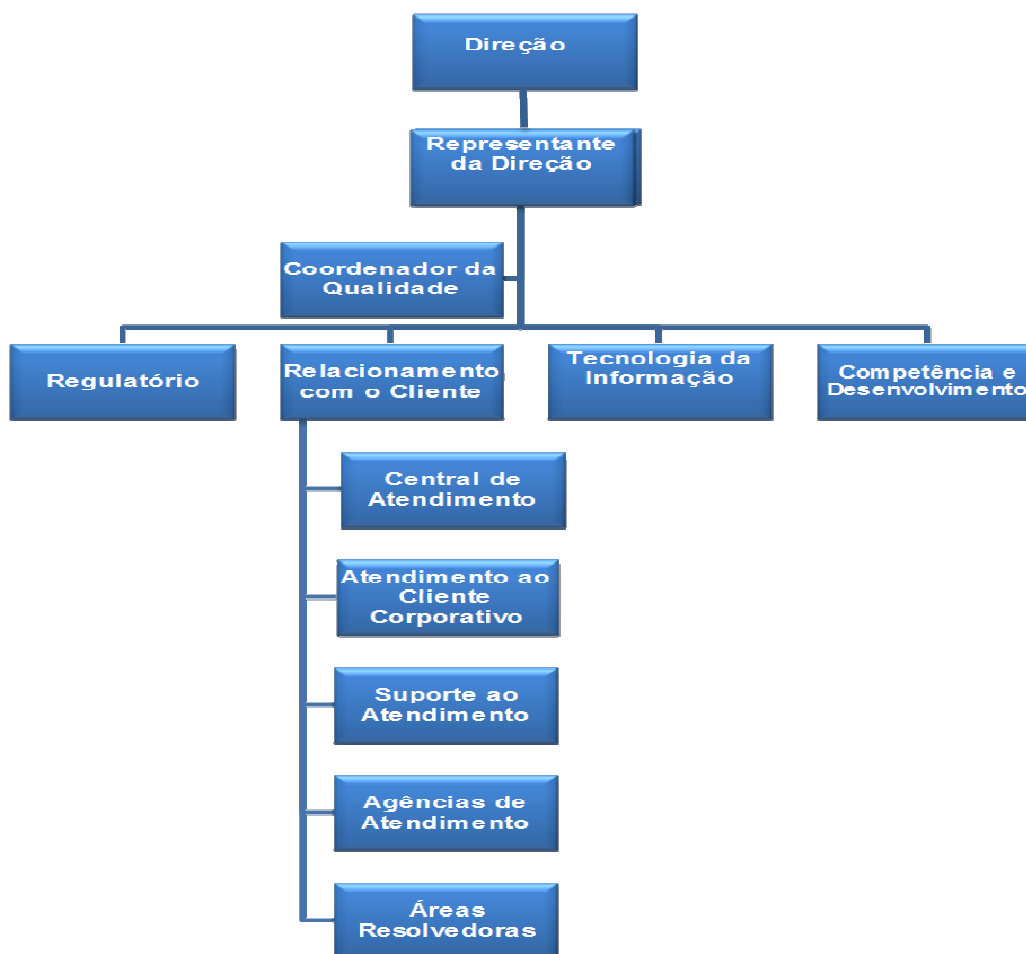 Direção
Representante
da Direção
Coordenador da
Qualidade
Regulatório
Relacionamento
com o Cliente
Tecnologia da
Informação
Competência e
Desenvolvimento
Central de
Atendimento
Atendimento ao
Cliente
Corporativo
Suporte ao
Atendimento
Agências de
Atendimento
Áreas
Resolvedoras